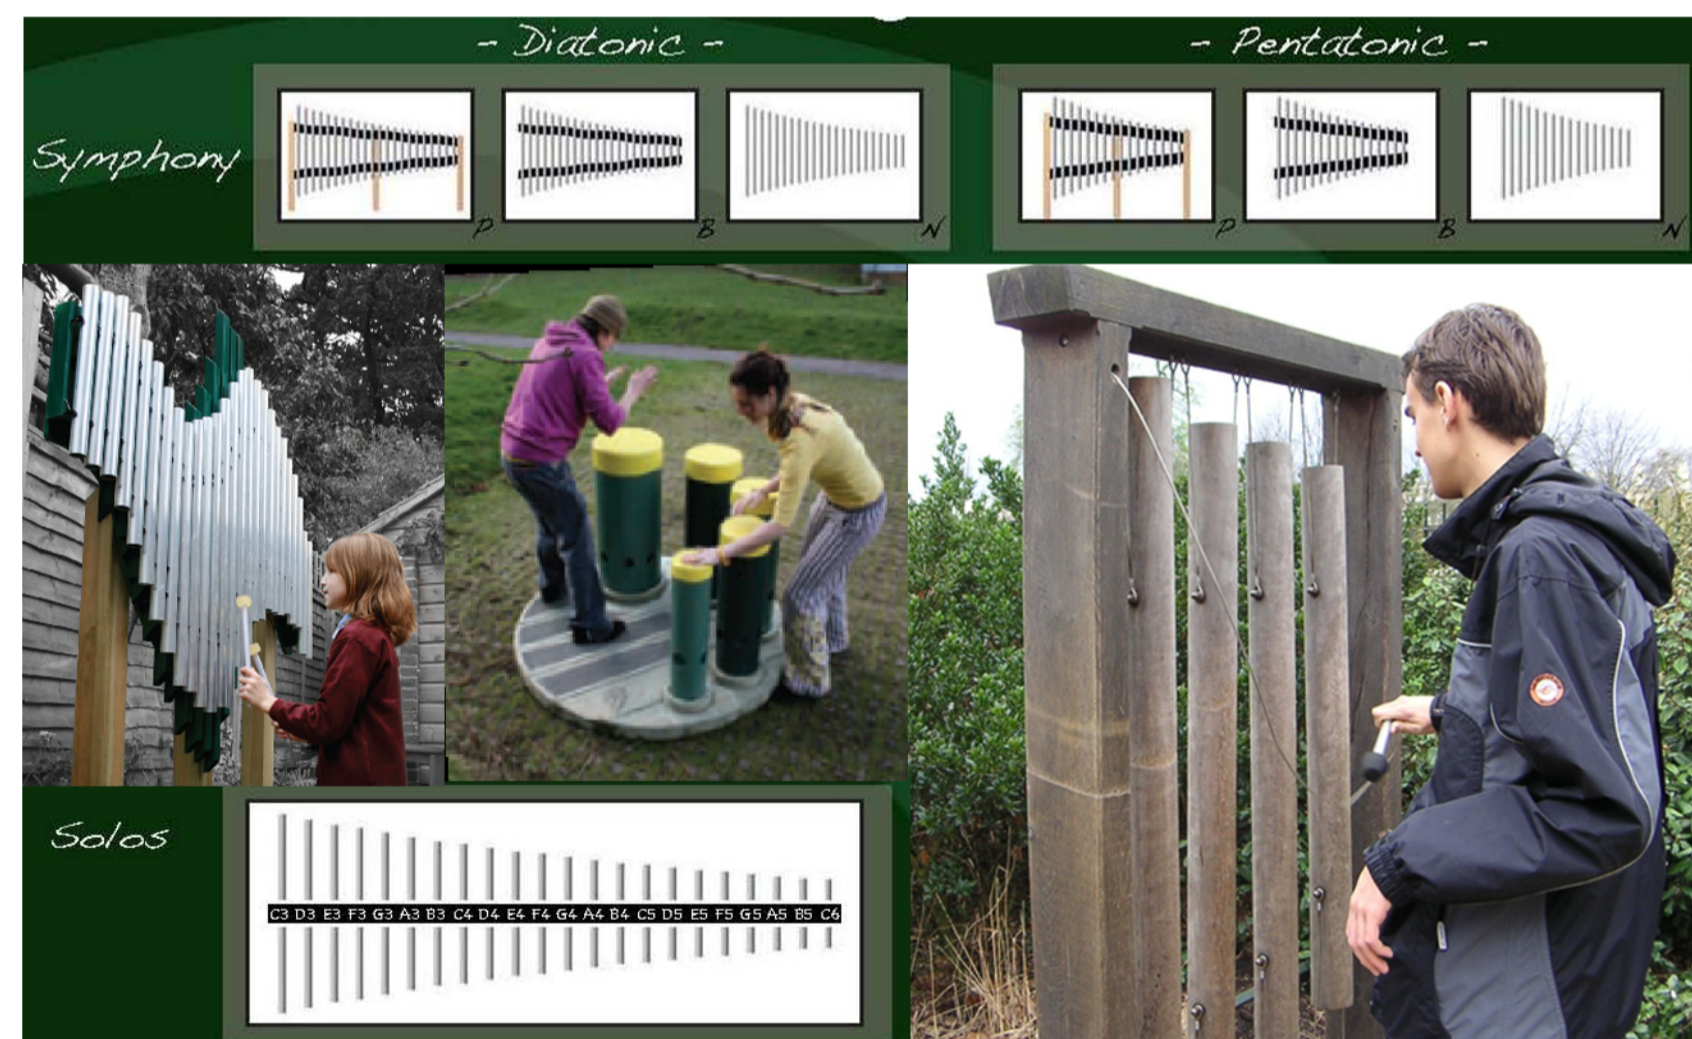 - Diatonic -
- Pentatonic -
Symphony
P
B
N
P
B
N
Solos
C3 D3 E3 F3 G3 A3 B3 C4 D4 E4 F4 G4 A4 B4 C5 D5 E5 F5 G5 A5 B5 C6